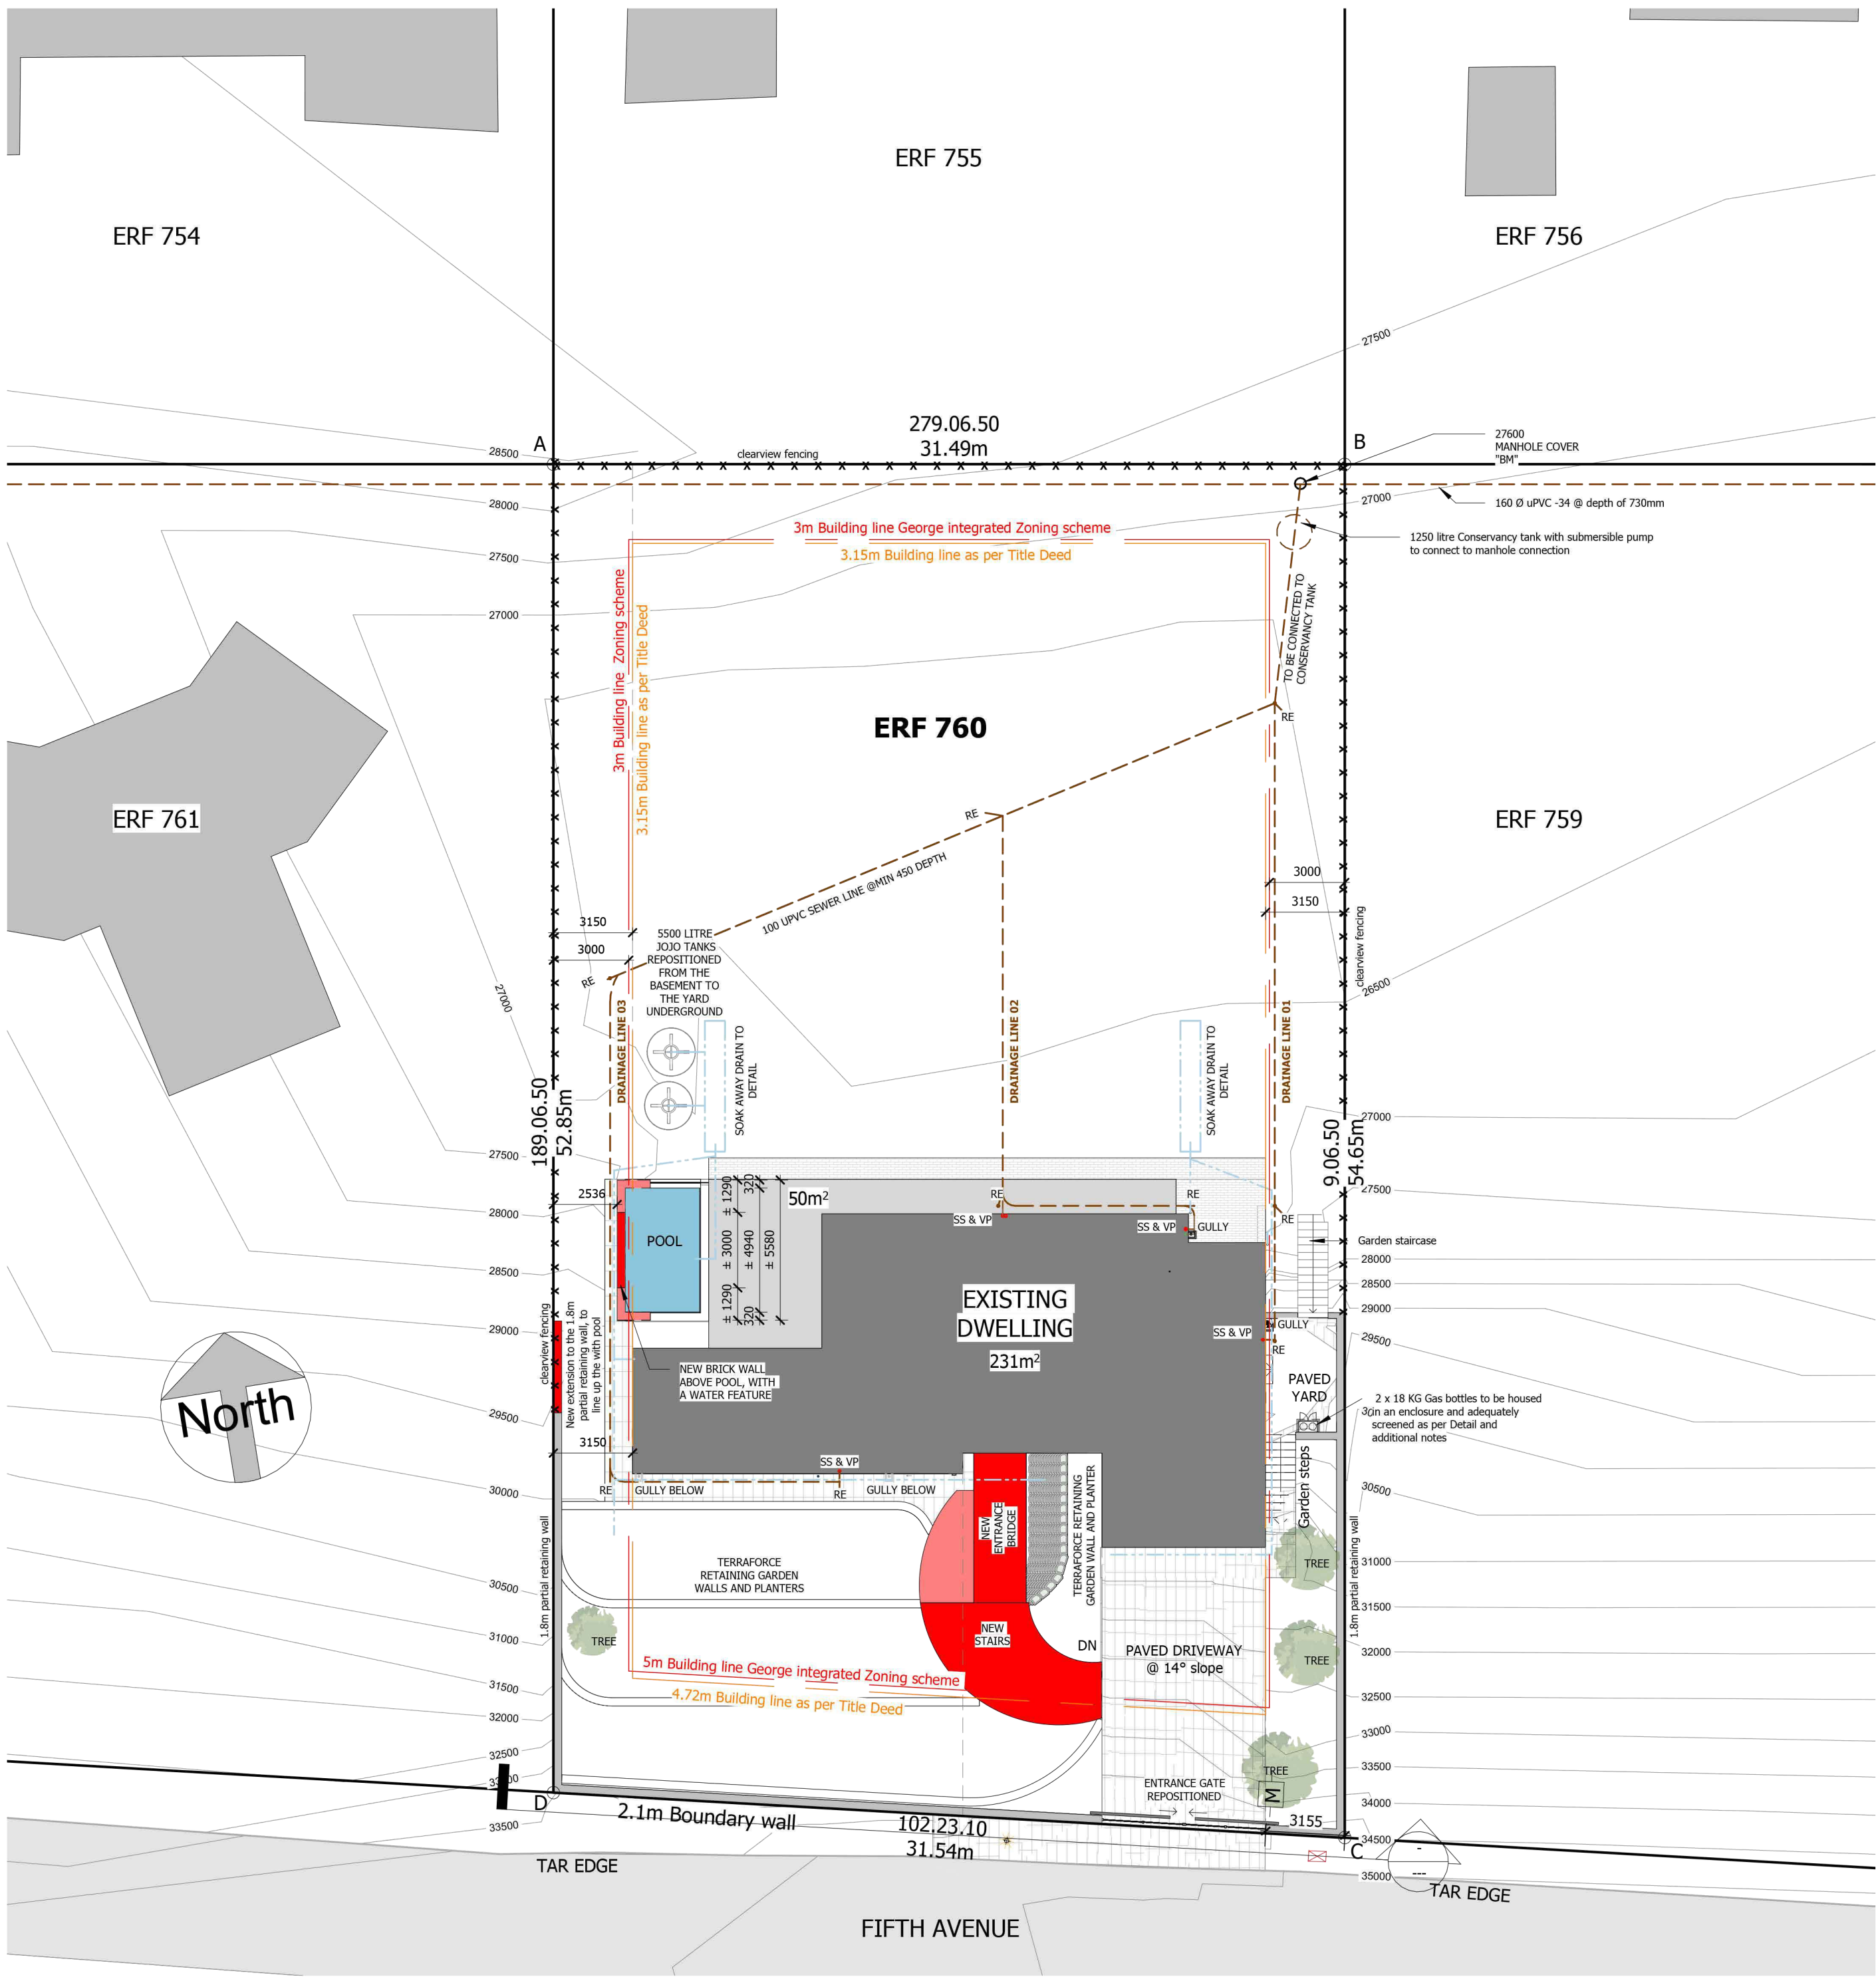 ERF 755
ERF 754
ERF 756
27500
279.06.50
31.49m
A
B
clearview fencing
28500
27600
MANHOLE COVER
"BM"
28000
27000
160 Ø uPVC -34 @ depth of 730mm
3m Building line George integrated Zoning scheme
3.15m Building line as per Title Deed
1250 litre Conservancy tank with submersible pump
to connect to manhole connection
27500
27000
3m Building line Zoning scheme
3.15m Building line as per Title Deed
TO BE CONNECTED TO
CONSERVANCY TANK
RE
ERF 760
ERF 761
ERF 759
RE
100 UPVC SEWER LINE @MIN 450 DEPTH
3000
3150
clearview fencing
3150
3000
5500 LITRE
JOJO TANKS
REPOSITIONED
FROM THE
BASEMENT TO
THE YARD
UNDERGROUND
RE
27000
26500
DRAINAGE LINE 03
DRAINAGE LINE 02
DRAINAGE LINE 01
SOAK AWAY DRAIN TO
DETAIL
SOAK AWAY DRAIN TO
DETAIL
189.06.50
52.85m
9.06.50
54.65m
27000
27500
27500
2536
± 1290
± 3000
± 1290
320
± 4940
320
± 5580
50m²
RE
RE
SS & VP
SS & VP
GULLY
RE
28000
POOL
Garden staircase
28000
28500
28500
29000
EXISTING
DWELLING
231m²
SS & VP
GULLY
RE
29000
29500
clearview fencing
New extension to the 1.8m
partial retaining wall, to
line up the with pool
NEW BRICK WALL
ABOVE POOL, WITH
A WATER FEATURE
PAVED
YARD
2 x 18 KG Gas bottles to be housed
in an enclosure and adequately
screened as per Detail and
additional notes
North
29500
3150
SS & VP
RE
GULLY BELOW
RE
GULLY BELOW
30000
30500
Garden steps
NEW
ENTRANCE
BRIDGE
TERRAFORCE RETAINING
GARDEN WALL AND PLANTER
1.8m partial retaining wall
1.8m partial retaining wall
TERRAFORCE
RETAINING GARDEN
WALLS AND PLANTERS
TREE
31000
30500
31500
31000
TREE
NEW
STAIRS
DN
PAVED DRIVEWAY
@ 14° slope
TREE
32000
5m Building line George integrated Zoning scheme
4.72m Building line as per Title Deed
31500
32000
32500
33000
32500
33500
TREE
M
ENTRANCE GATE
REPOSITIONED
34000
D
2.1m Boundary wall
102.23.10
31.54m
3155
33500
34500
C
35000
-
---
TAR EDGE
TAR EDGE
FIFTH AVENUE